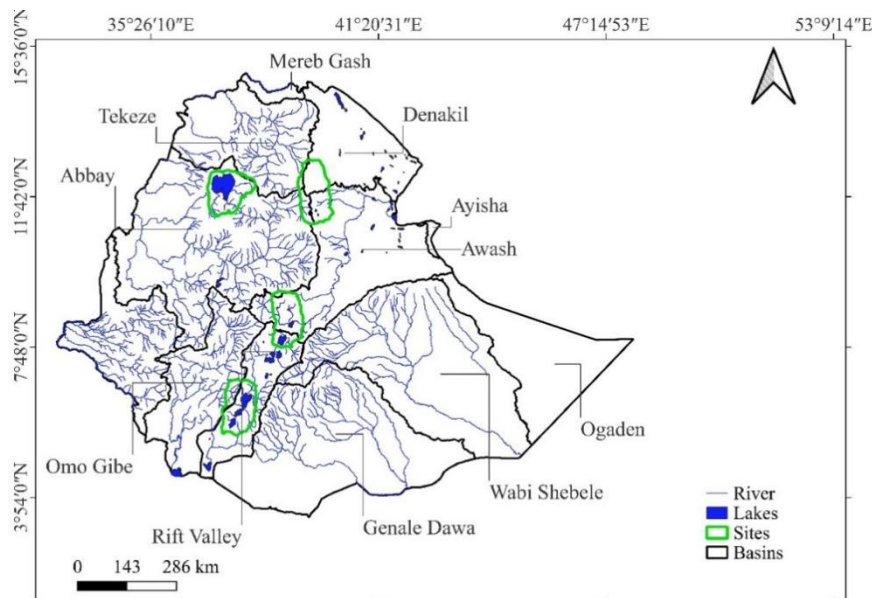 35°26′10″E 41°20′31″E 47°14′53″E 53°9′14″E
15°36′0″N
Mereb Gash
Tekeze
Denakil
Abbay
11°42′0″N
Ayisha
Awash
7°48′0″N
Ogaden
Omo Gibe
Wabi Shebele
3°54′0″N
Rift Valley
Genale Dawa
River
Lakes
Sites
Basins
0 143 286 km